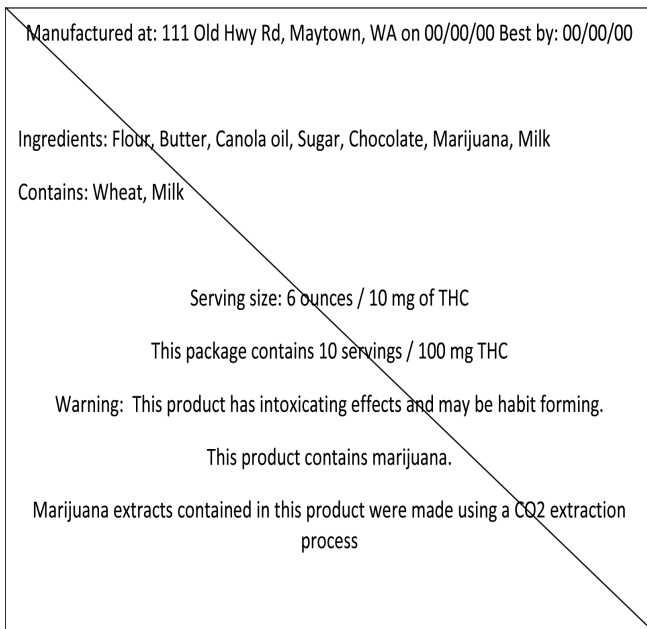 Manufactured at: 111 Old Hwy Rd, Maytown, WA on 00/00/00 Best by: 00/00/00
Ingredients: Flour, Butter, Canola oil, Sugar, Chocolate, Marijuana, Milk
Contains: Wheat, Milk
Serving size: 6 ounces / 10 mg of THC
This package contains 10 servings / 100 mg THC
Warning:  This product has intoxicating effects and may be habit forming.
This product contains marijuana.
Marijuana extracts contained in this product were made using a CO2 extraction
process